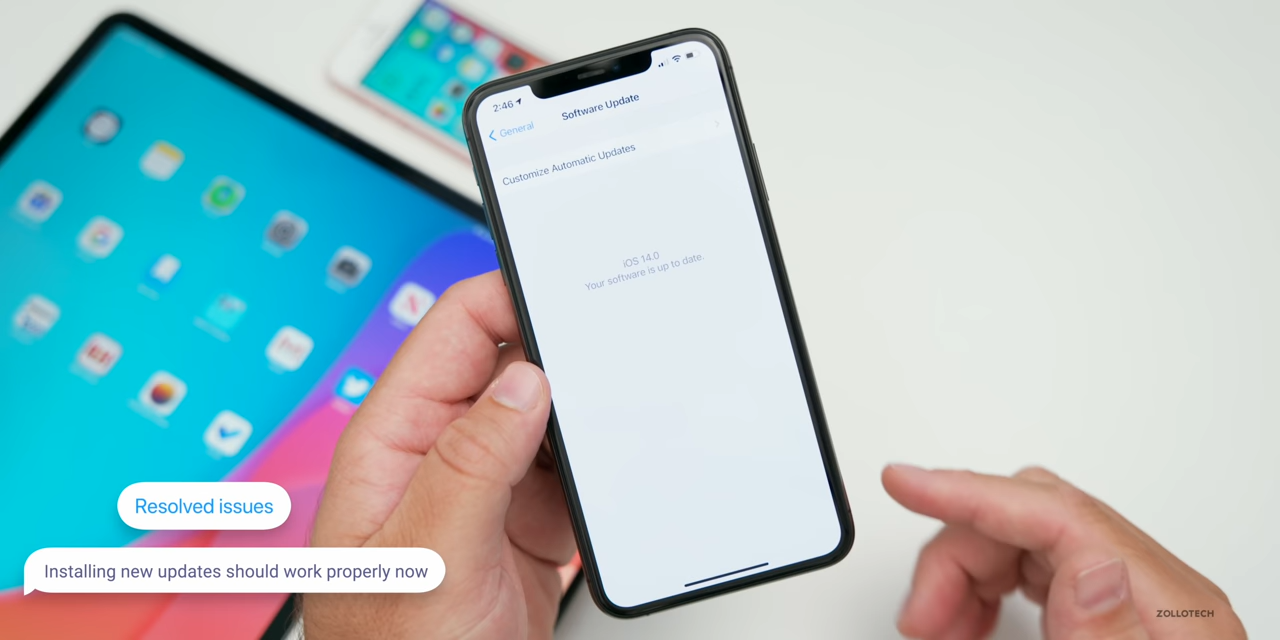 2:46
General
Software Update
Customize Automatic Updates
iOS 14.0
Your software is up to date.
Resolved issues
Installing new updates should work properly now
ZOLLOTECH